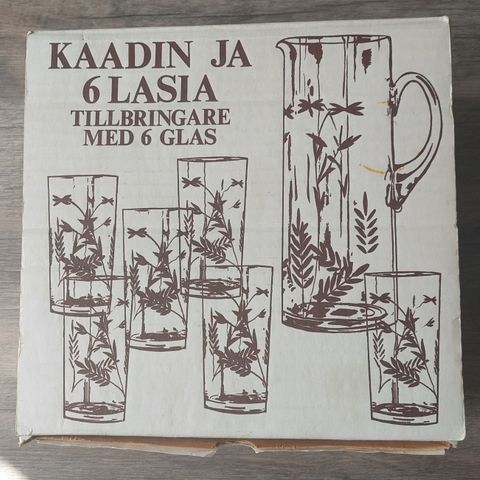 KAADIN JA
6 LASIA
TILLBRINGARE
MED 6 GLAS